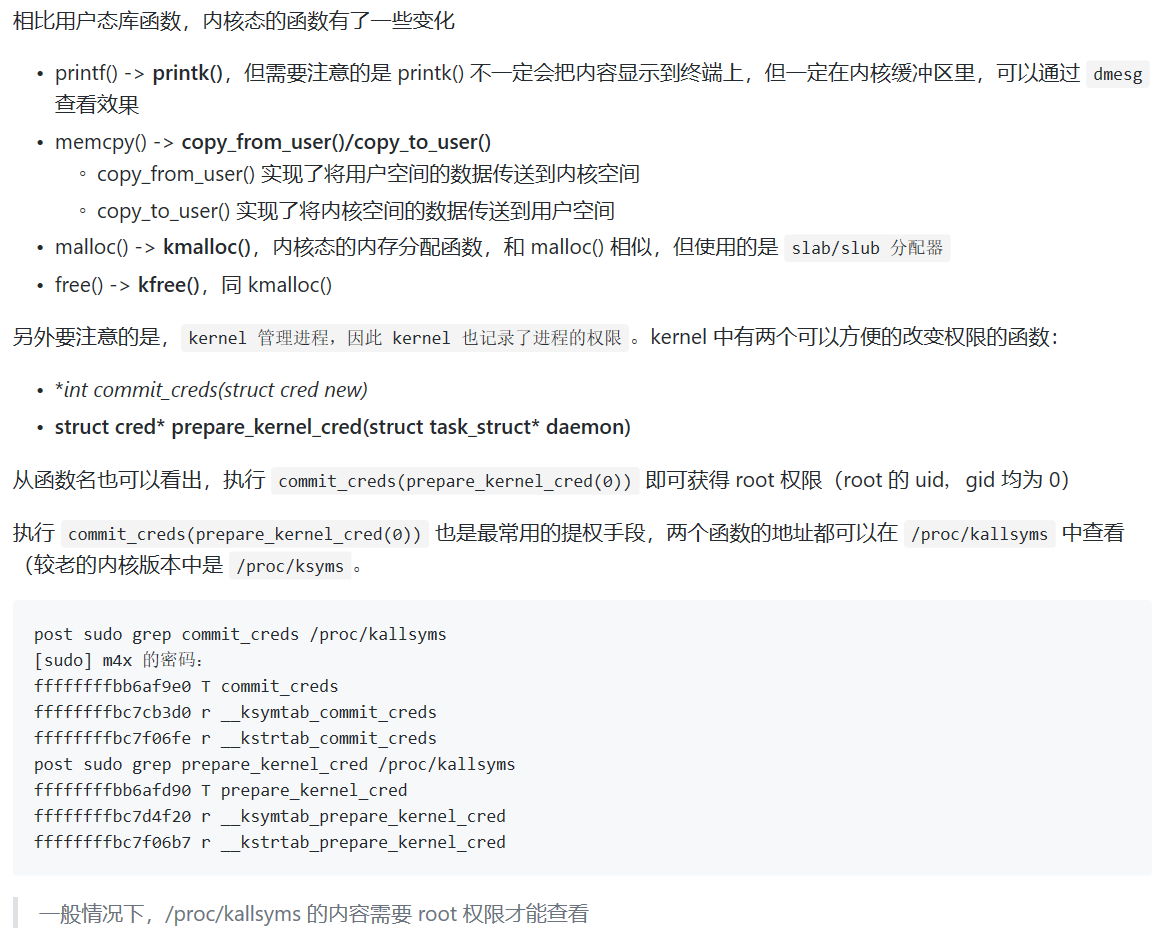 相比用户态库函数，内核态的函数有了一些变化
• printf() -> printk()，但需要注意的是 printk() 不一定会把内容显示到终端上，但一定在内核缓冲区里，可以通过 dmesg
查看效果
• memcpy() -> copy_from_user()/copy_to_user()
◦ copy_from_user() 实现了将用户空间的数据传送到内核空间
◦ copy_to_user() 实现了将内核空间的数据传送到用户空间
• malloc() -> kmalloc()，内核态的内存分配函数，和 malloc() 相似，但使用的是 slab/slub 分配器
• free() -> kfree()，同 kmalloc()
另外要注意的是， kernel 管理进程，因此 kernel 也记录了进程的权限 。kernel 中有两个可以方便的改变权限的函数：
• *int commit_creds(struct cred new)
• struct cred* prepare_kernel_cred(struct task_struct* daemon)
从函数名也可以看出，执行 commit_creds(prepare_kernel_cred(0)) 即可获得 root 权限（root 的 uid，gid 均为 0）
执行 commit_creds(prepare_kernel_cred(0)) 也是最常用的提权手段，两个函数的地址都可以在 /proc/kallsyms 中查看
（较老的内核版本中是 /proc/ksyms 。
post sudo grep commit_creds /proc/kallsyms
[sudo] m4x 的密码：
ffffffffbb6af9e0 T commit_creds
ffffffffbc7cb3d0 r __ksymtab_commit_creds
ffffffffbc7f06fe r __kstrtab_commit_creds
post sudo grep prepare_kernel_cred /proc/kallsyms
ffffffffbb6afd90 T prepare_kernel_cred
ffffffffbc7d4f20 r __ksymtab_prepare_kernel_cred
ffffffffbc7f06b7 r __kstrtab_prepare_kernel_cred
一般情况下，/proc/kallsyms 的内容需要 root 权限才能查看